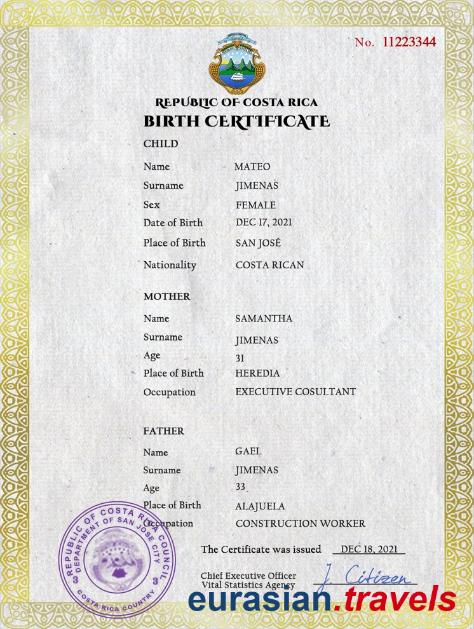 No. 11223344
REPUBLIC OF COSTA RICA
BIRTH CERTIFICATE
CHILD
Name MATEO
Surname JIMENAS
Sex FEMALE
Date of Birth DEC 17, 2021
Place of Birth SAN JOSÉ
Nationality COSTA RICAN
MOTHER
Name SAMANTHA
Surname JIMENAS
Age 31
Place of Birth HEREDIA
Occupation EXECUTIVE COSULTANT
FATHER
Name GAEL
Surname JIMENAS
Age 33
Place of Birth ALAJUELA
Occupation CONSTRUCTION WORKER
The Certificate was issued DEC 18, 2021
Chief Executive Officer
Vital Statistics Agency J Citizen
REPUBLIC OF COSTA RICA COUNCIL
DEPARTMENT OF SAN JOSE CITY
3 3
COSTA RICA COUNTRY
eurasian.travels